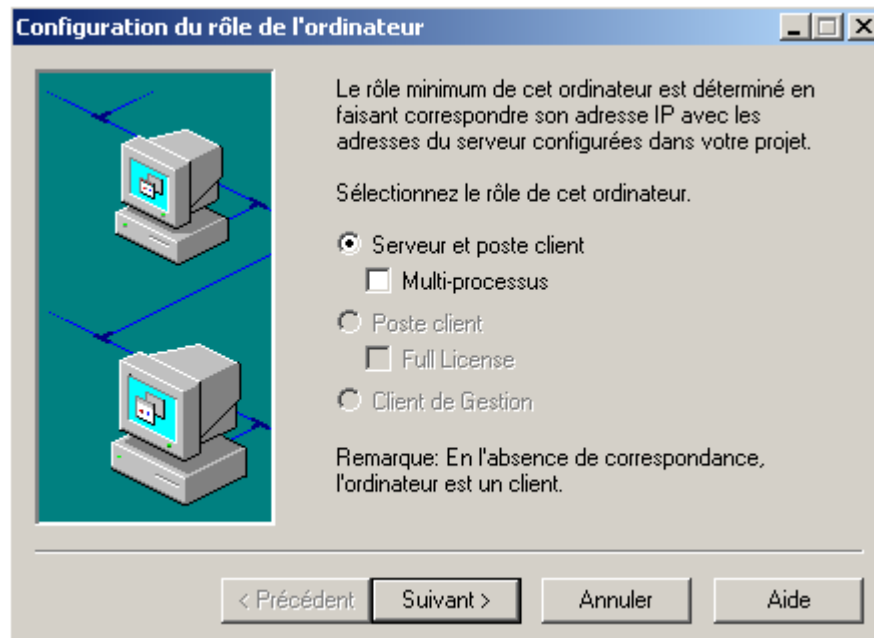 Configuration du rôle de l'ordinateur
Le rôle minimum de cet ordinateur est déterminé en
faisant correspondre son adresse IP avec les
adresses du serveur configurées dans votre projet.
Sélectionnez le rôle de cet ordinateur.
Serveur et poste client
Multi-processus
Poste client
Full License
Client de Gestion
Remarque: En l'absence de correspondance,
l'ordinateur est un client.
< Précédent Suivant > Annuler Aide